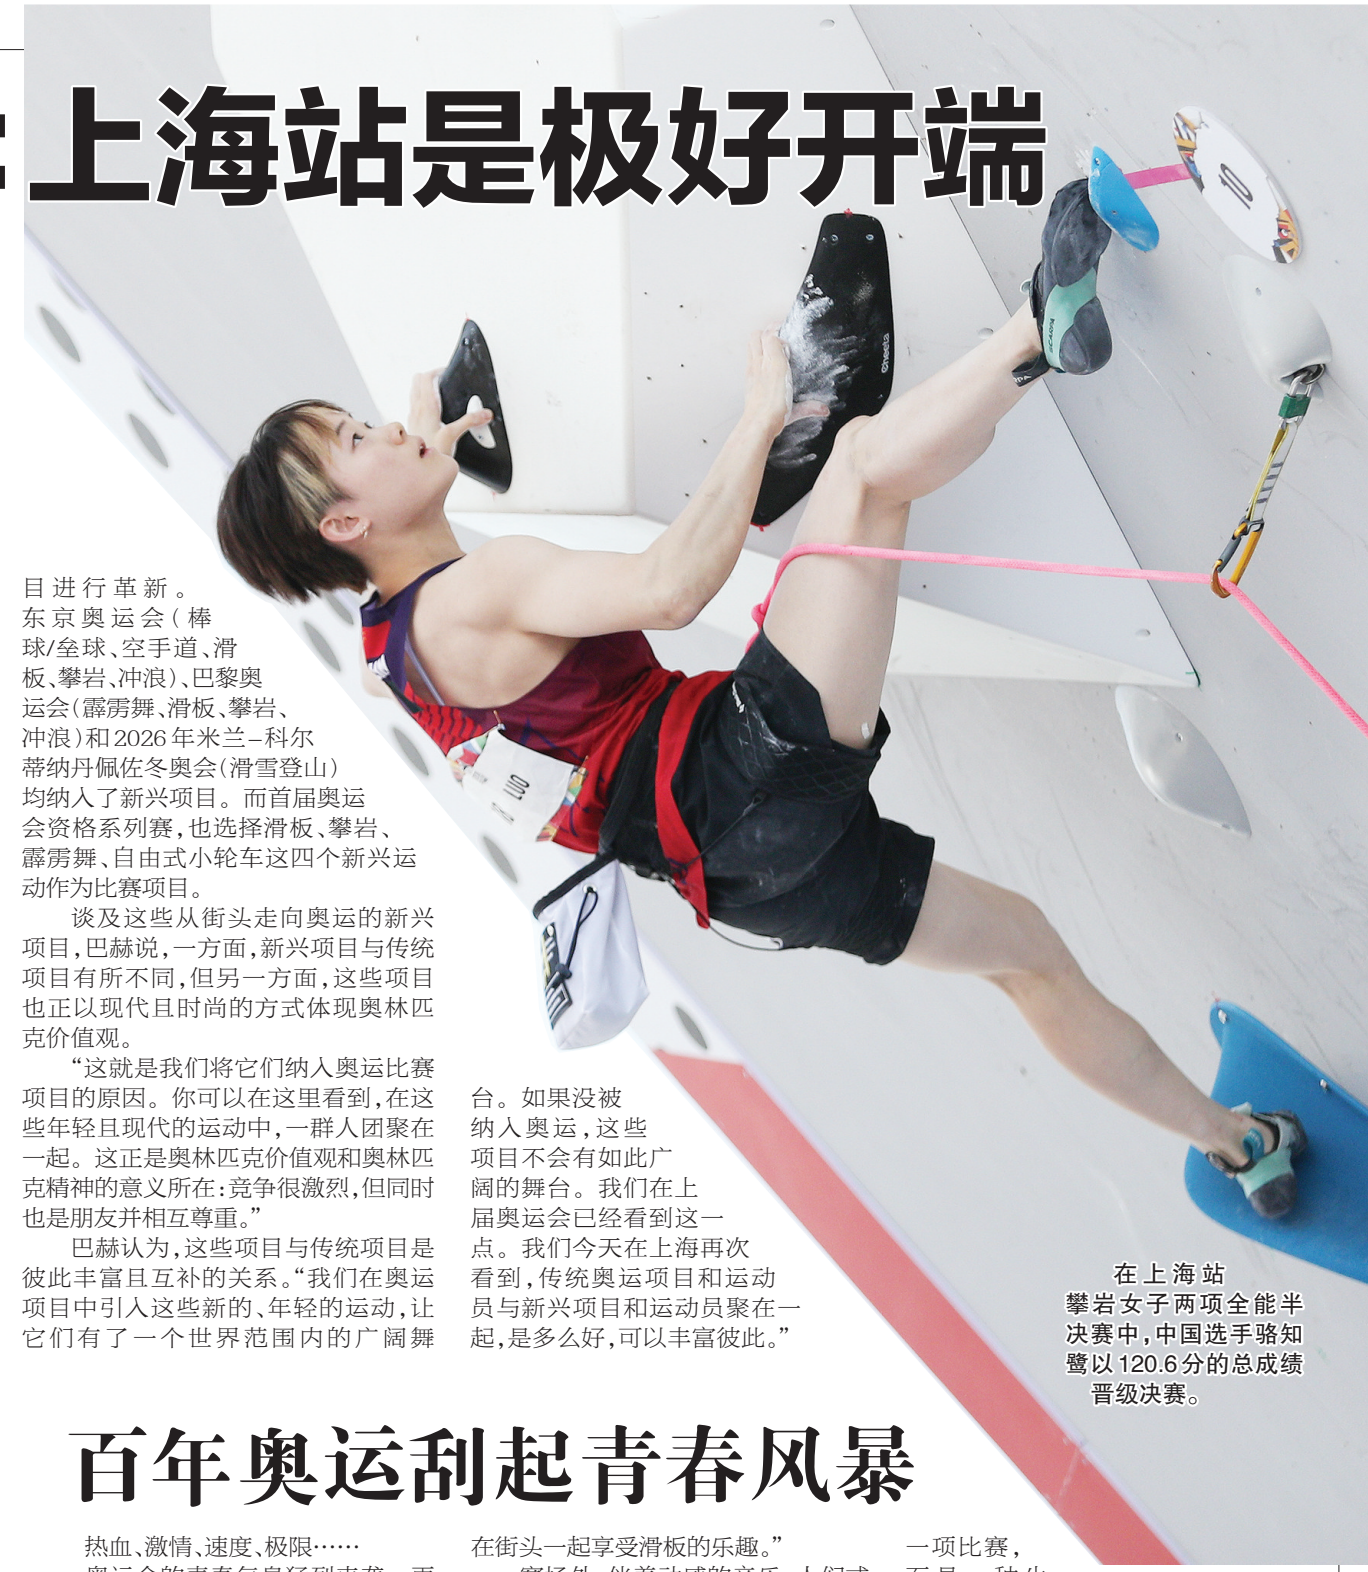 ：上海站是极好开端
10
cheeta
SCARPA
LUO
目进行革新。
东京奥运会（棒
球/垒球、空手道、滑
板、攀岩、冲浪）、巴黎奥
运会（霹雳舞、滑板、攀岩、
冲浪）和2026年米兰－科尔
蒂纳丹佩佐冬奥会（滑雪登山）
均纳入了新兴项目。而首届奥运
会资格系列赛，也选择滑板、攀岩、
霹雳舞、自由式小轮车这四个新兴运
动作为比赛项目。
谈及这些从街头走向奥运的新兴
项目，巴赫说，一方面，新兴项目与传统
项目有所不同，但另一方面，这些项目
也正以现代且时尚的方式体现奥林匹
克价值观。
“这就是我们将它们纳入奥运比赛
项目的原因。你可以在这里看到，在这
些年轻且现代的运动中，一群人团聚在
一起。这正是奥林匹克价值观和奥林匹
克精神的意义所在：竞争很激烈，但同时
也是朋友并相互尊重。”
巴赫认为，这些项目与传统项目是
彼此丰富且互补的关系。“我们在奥运
项目中引入这些新的、年轻的运动，让
它们有了一个世界范围内的广阔舞
台。如果没被
纳入奥运，这些
项目不会有如此广
阔的舞台。我们在上
届奥运会已经看到这一
点。我们今天在上海再次
看到，传统奥运项目和运动
员与新兴项目和运动员聚在一
起，是多么好，可以丰富彼此。”
在上海站
攀岩女子两项全能半
决赛中，中国选手骆知
鹭以120.6分的总成绩
晋级决赛。
百年奥运刮起青春风暴
热血、激情、速度、极限……
在街头一起享受滑板的乐趣。”
一项比赛，